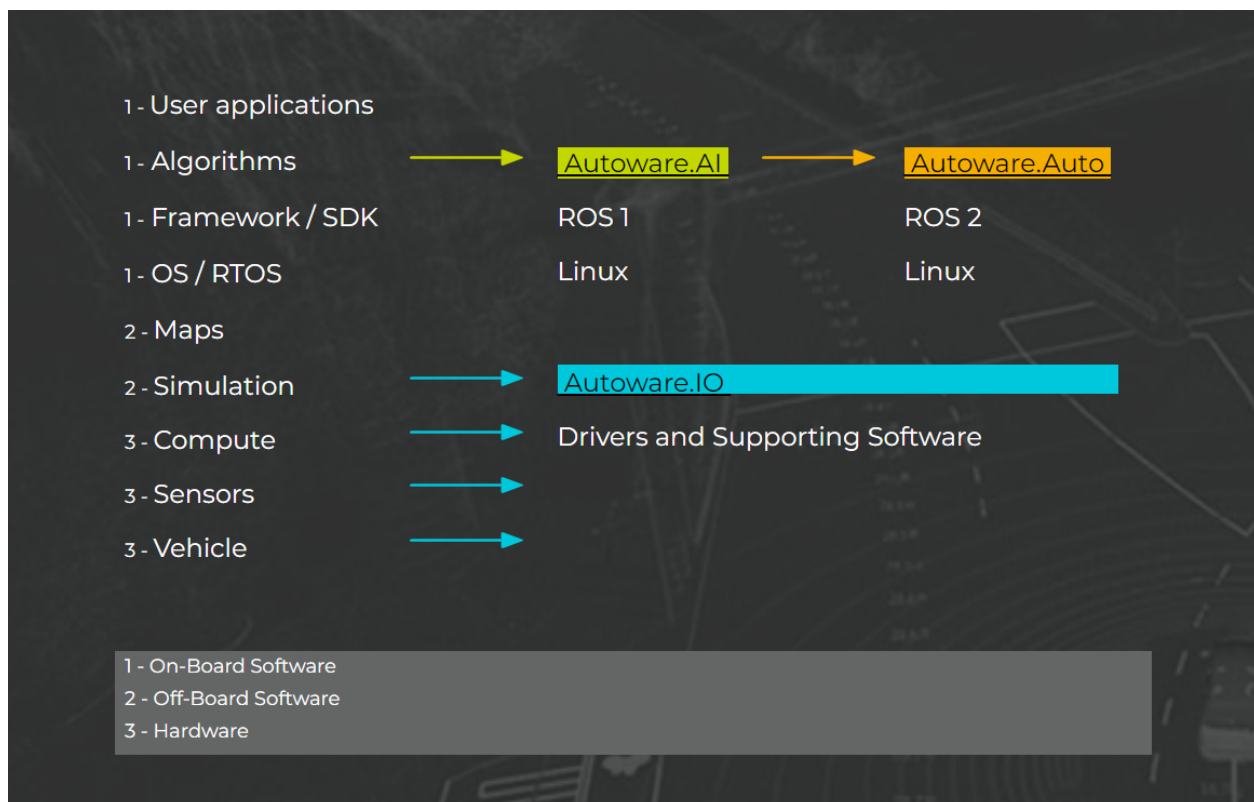 1 - User applications
1 - Algorithms Autoware.AI Autoware.Auto
1 - Framework / SDK ROS 1 ROS 2
1 - OS / RTOS Linux Linux
2 - Maps
2 - Simulation Autoware.IO
3 - Compute Drivers and Supporting Software
3 - Sensors
3 - Vehicle
1 - On-Board Software
2 - Off-Board Software
3 - Hardware